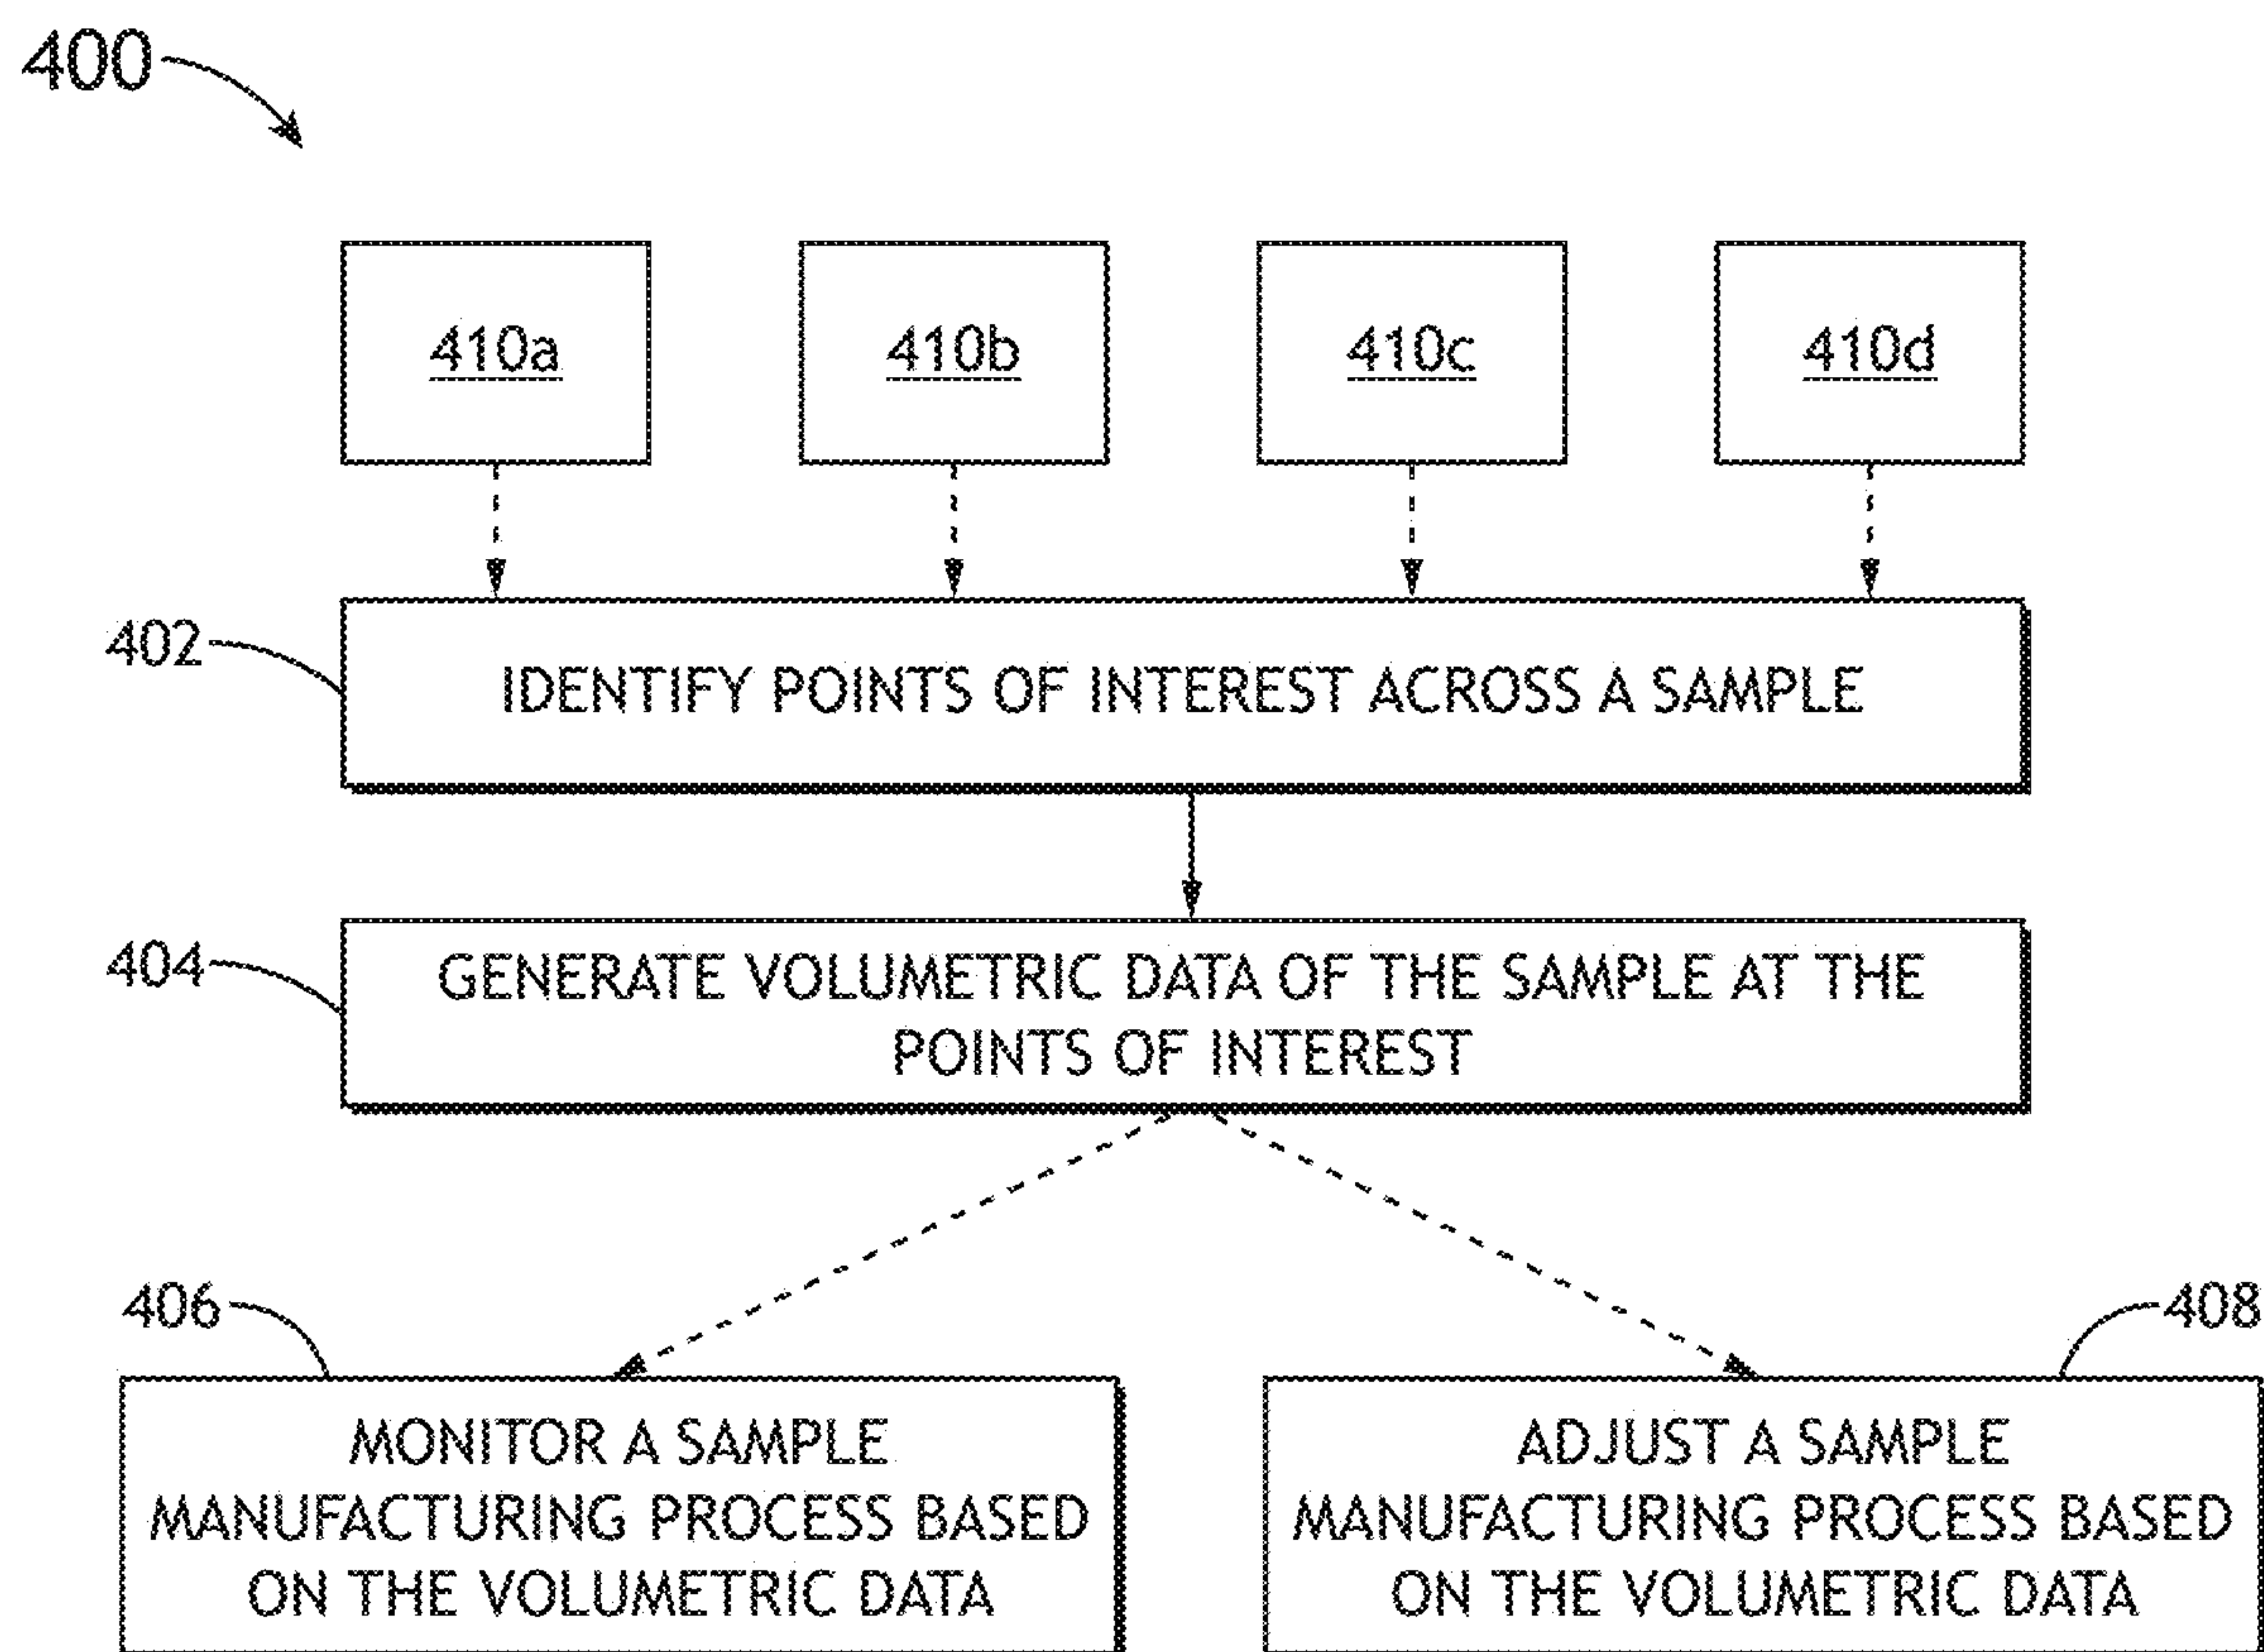 400
410a 410b 410c 410d
402
IDENTIFY POINTS OF INTEREST ACROSS A SAMPLE
404
GENERATE VOLUMETRIC DATA OF THE SAMPLE AT THE
POINTS OF INTEREST
406
408
MONITOR A SAMPLE
MANUFACTURING PROCESS BASED
ON THE VOLUMETRIC DATA
ADJUST A SAMPLE
MANUFACTURING PROCESS BASED
ON THE VOLUMETRIC DATA